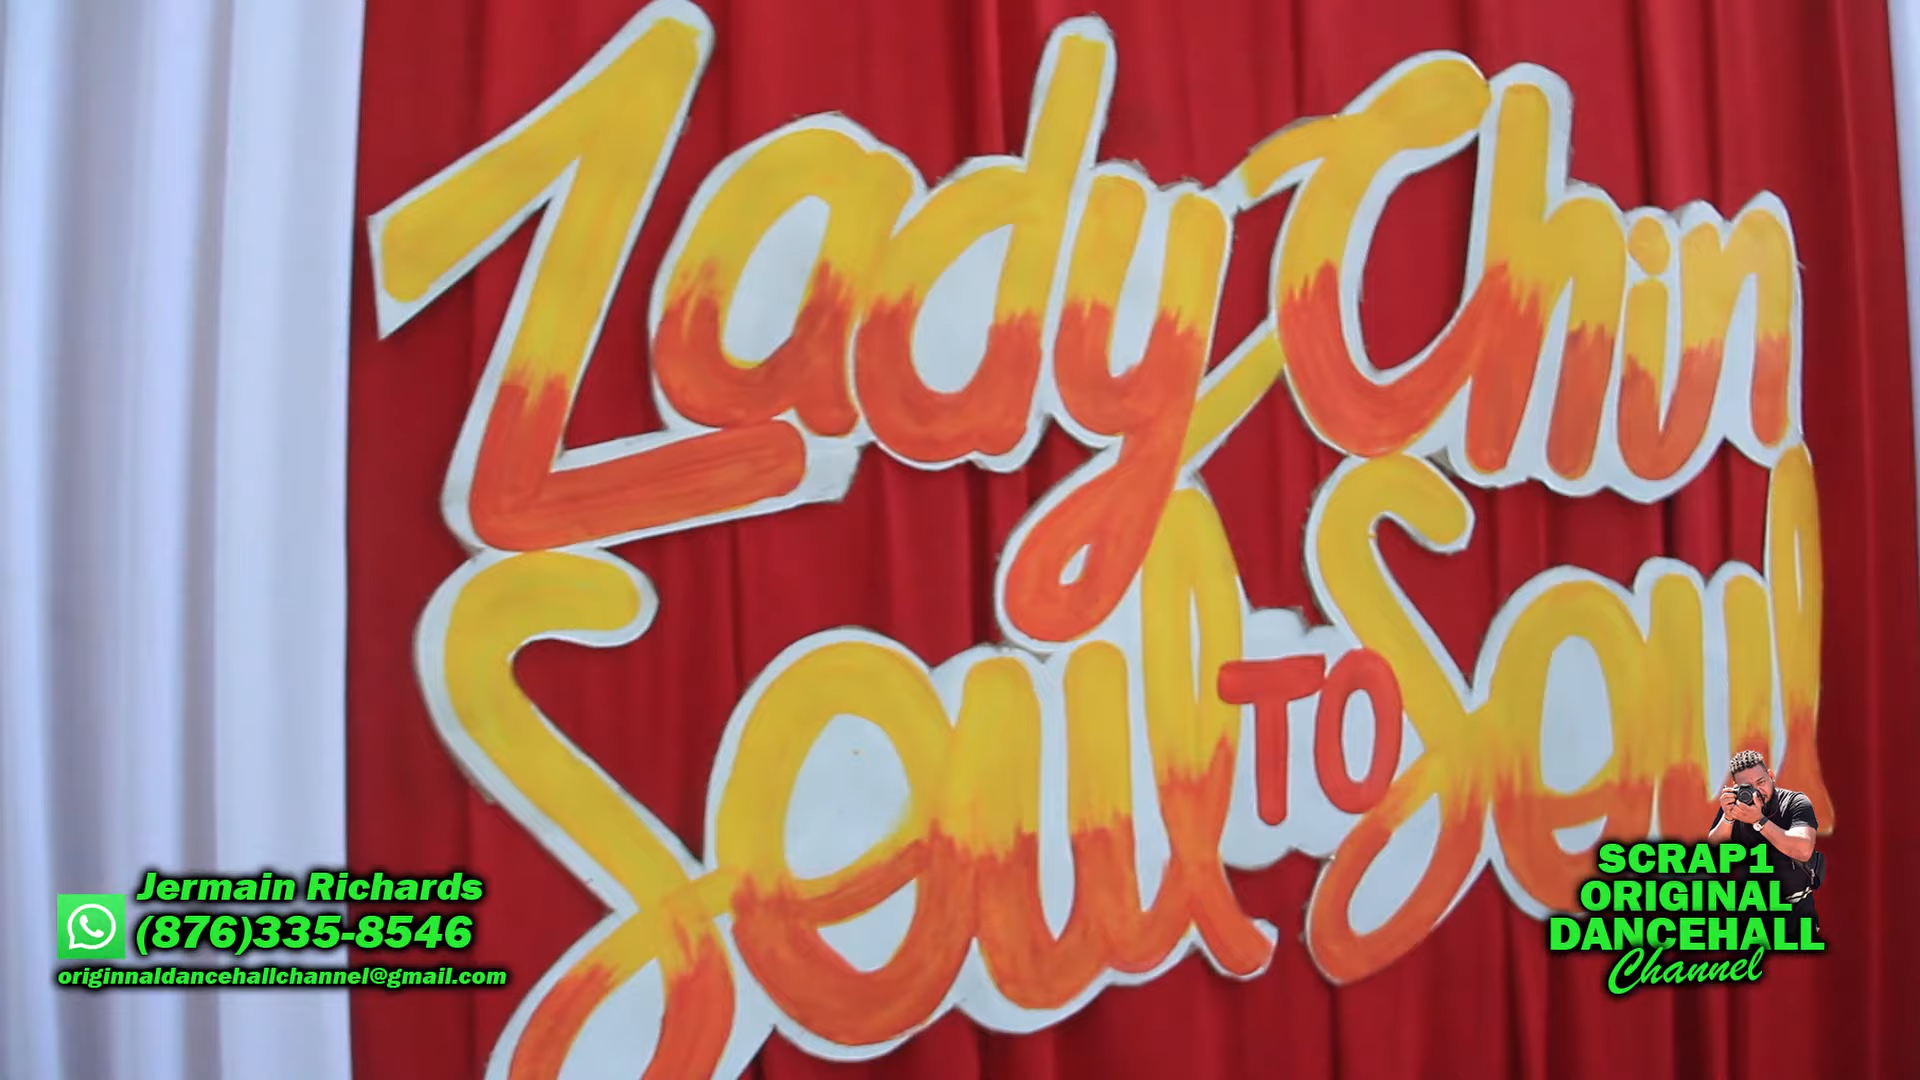 Lady Chin
Soul TO Soul
Jermain Richards
(876)335-8546
originnaldancehallchannel@gmail.com
SCRAP1
ORIGINAL
DANCEHALL
Channel